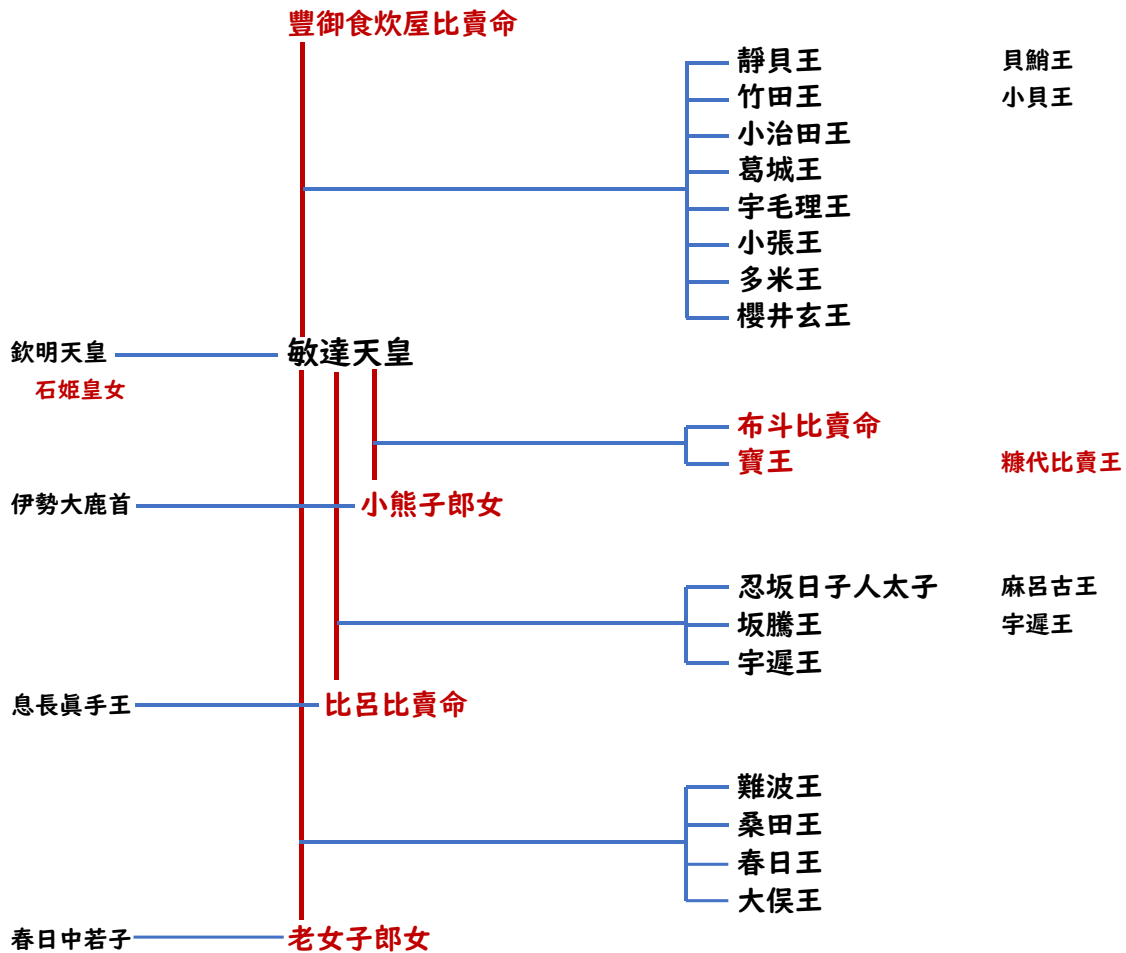 豐御食炊屋比賣命
靜貝王 貝鮹王
竹田王 小貝王
小治田王
葛城王
宇毛理王
小張王
多米王
櫻井玄王
欽明天皇 敏達天皇
石姫皇女
布斗比賣命
寶王 糠代比賣王
伊勢大鹿首 小熊子郎女
忍坂日子人太子 麻呂古王
坂騰王 宇遲王
宇遲王
息長眞手王 比呂比賣命
難波王
桑田王
春日王
大俣王
春日中若子 老女子郎女